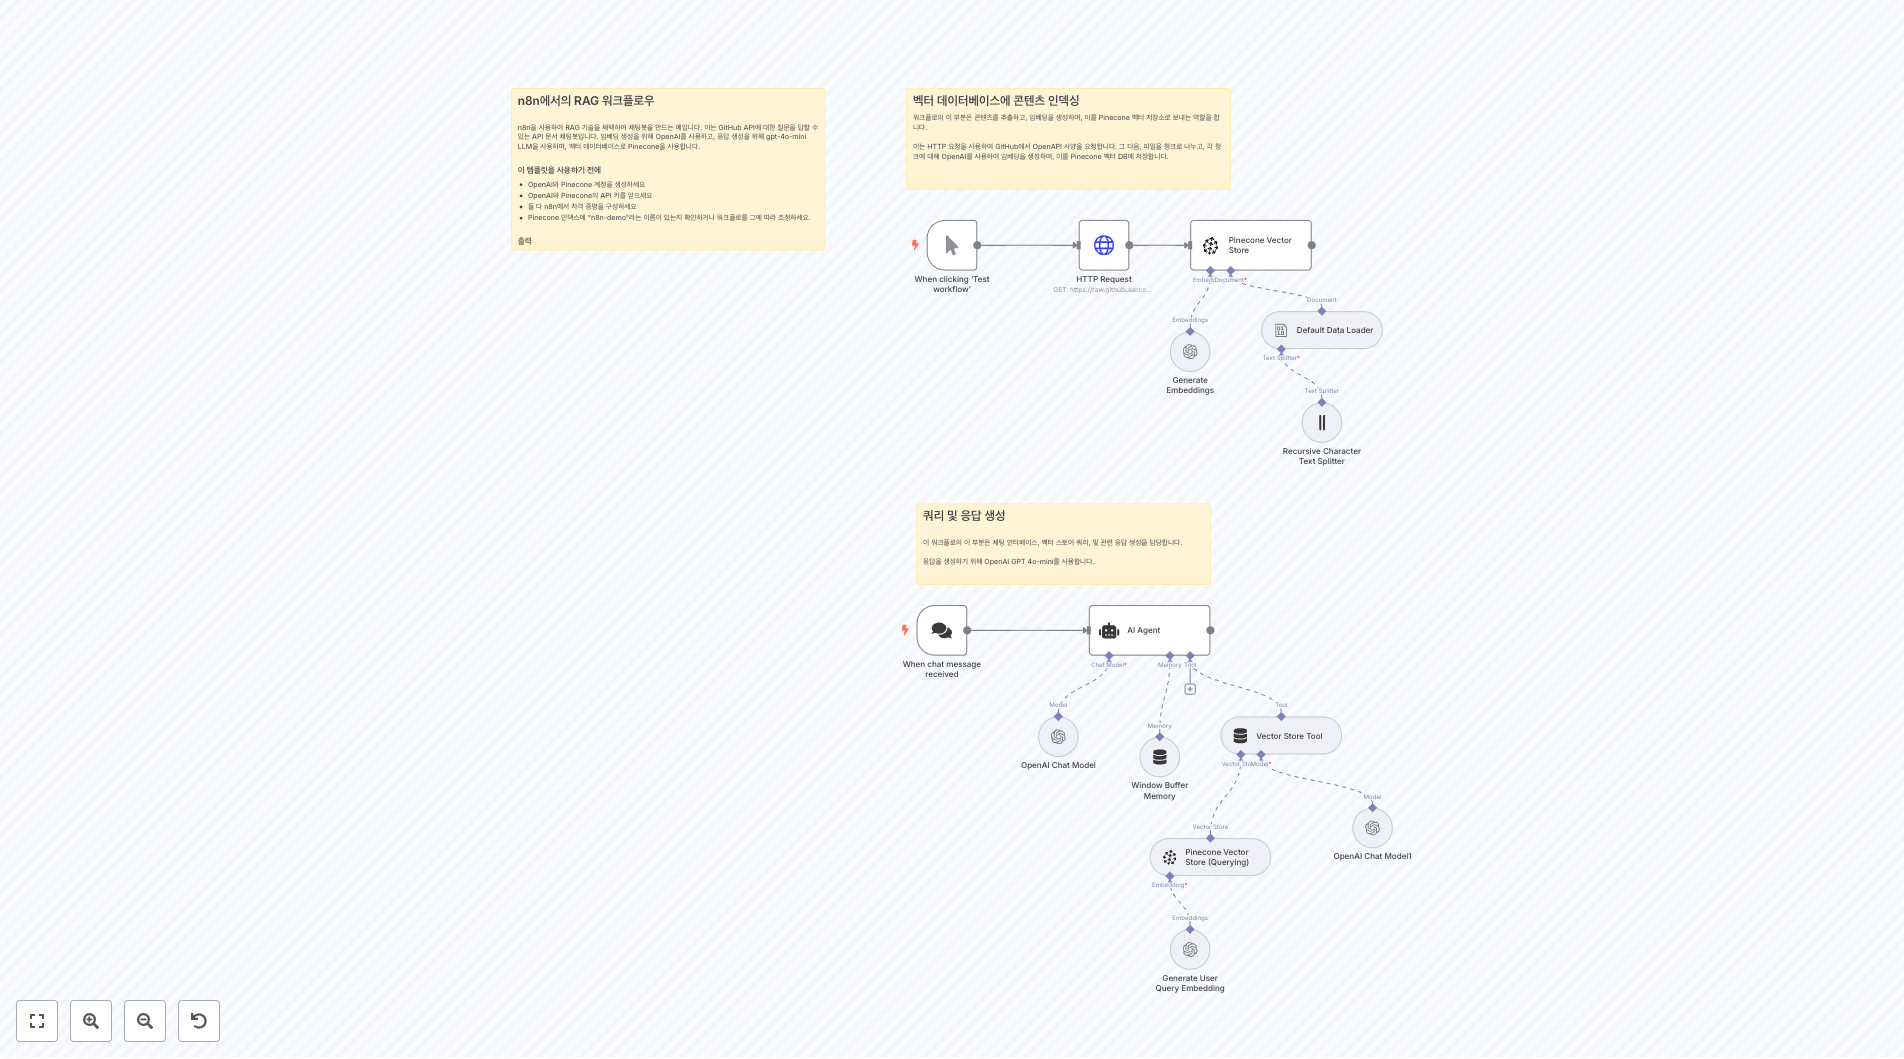 n8n에서의 RAG 워크플로우
n8n을 사용하여 RAG 기술을 채택하여 채팅봇을 만드는 예입니다. 이는 GitHub API에 대한 질문을 답할 수
있는 API 문서 채팅봇입니다. 임베딩 생성을 위해 OpenAI를 사용하고, 응답 생성을 위해 gpt-4o-mini
LLM을 사용하며, 벡터 데이터베이스로 Pinecone을 사용합니다.
이 템플릿을 사용하기 전에
OpenAI와 Pinecone 계정을 생성하세요
OpenAI와 Pinecone의 API 키를 얻으세요
둘 다 n8n에서 자격 증명을 구성하세요
Pinecone 인덱스에 "n8n-demo"라는 이름이 있는지 확인하거나 워크플로를 그에 따라 조정하세요.
출력
벡터 데이터베이스에 콘텐츠 인덱싱
워크플로의 이 부분은 콘텐츠를 추출하고, 임베딩을 생성하며, 이를 Pinecone 벡터 저장소로 보내는 역할을 합
니다.
이는 HTTP 요청을 사용하여 GitHub에서 OpenAPI 사양을 요청합니다. 그 다음, 파일을 청크로 나누고, 각 청
크에 대해 OpenAI를 사용하여 임베딩을 생성하며, 이를 Pinecone 벡터 DB에 저장합니다.
When clicking 'Test
workflow'
HTTP Request
GET: https://raw.githubuserco...
Pinecone Vector
Store
Document*
Embeddings
Generate
Embeddings
Document
Default Data Loader
Text Splitter*
Text Splitter
Recursive Character
Text Splitter
쿼리 및 응답 생성
이 워크플로의 이 부분은 채팅 인터페이스, 벡터 스토어 쿼리, 및 관련 응답 생성을 담당합니다.
응답을 생성하기 위해 OpenAI GPT 4o-mini를 사용합니다.
When chat message
received
AI Agent
Chat Model*
Memory
Tool
Model
OpenAI Chat Model
Memory
Window Buffer
Memory
Tool
Vector Store Tool
Model*
Model
OpenAI Chat Model1
Vector Store
Pinecone Vector
Store (Querying)
Embedding*
Embeddings
Generate User
Query Embedding